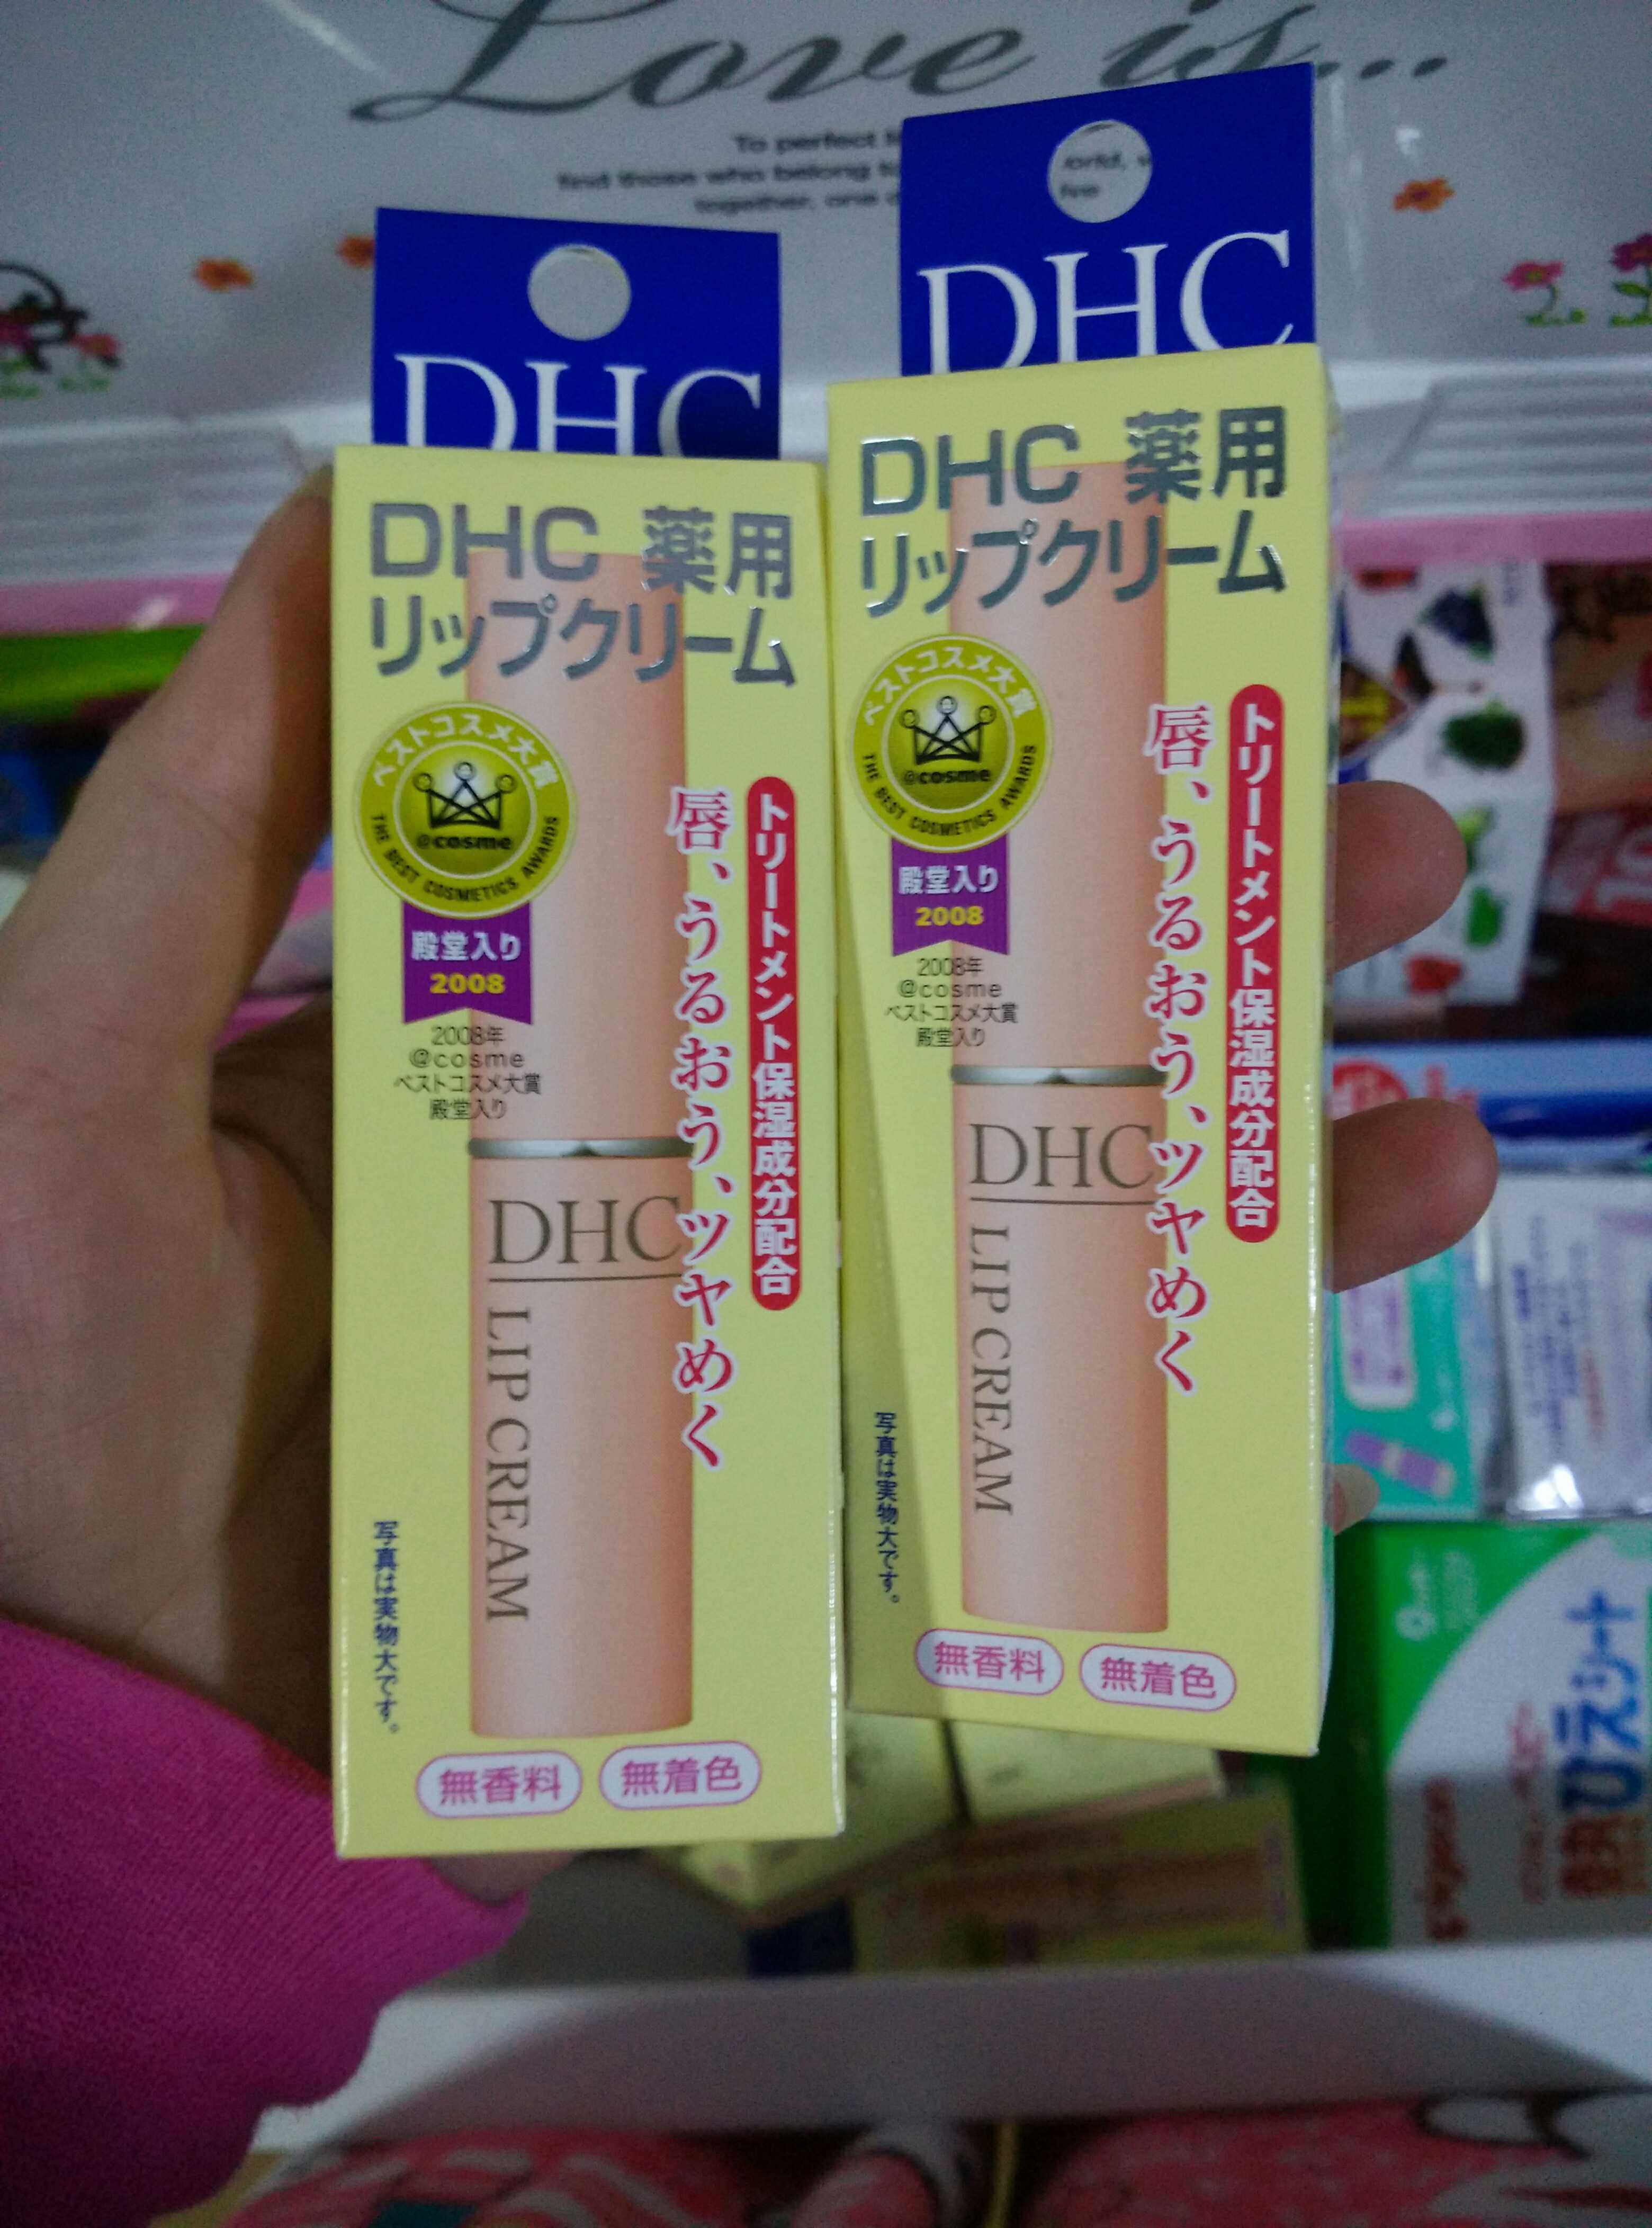 Love is...
To perfect
find those who belong
together, one
DHC
DHC 薬用
リップクリーム
ベストコスメ大賞
@cosme
THE BEST COSMETICS AWARDS
殿堂入り
2008
2008年
@cosme
ベストコスメ大賞
殿堂入り
トリートメント保湿成分配合
唇、うるおう、ツヤめく
DHC
LIP CREAM
写真は実物大です。
無香料
無着色
DHC
DHC 薬用
リップクリーム
ベストコスメ大賞
@cosme
THE BEST COSMETICS AWARDS
殿堂入り
2008
2008年
@cosme
ベストコスメ大賞
殿堂入り
トリートメント保湿成分配合
唇、うるおう、ツヤめく
DHC
LIP CREAM
写真は実物大です。
無香料
無着色